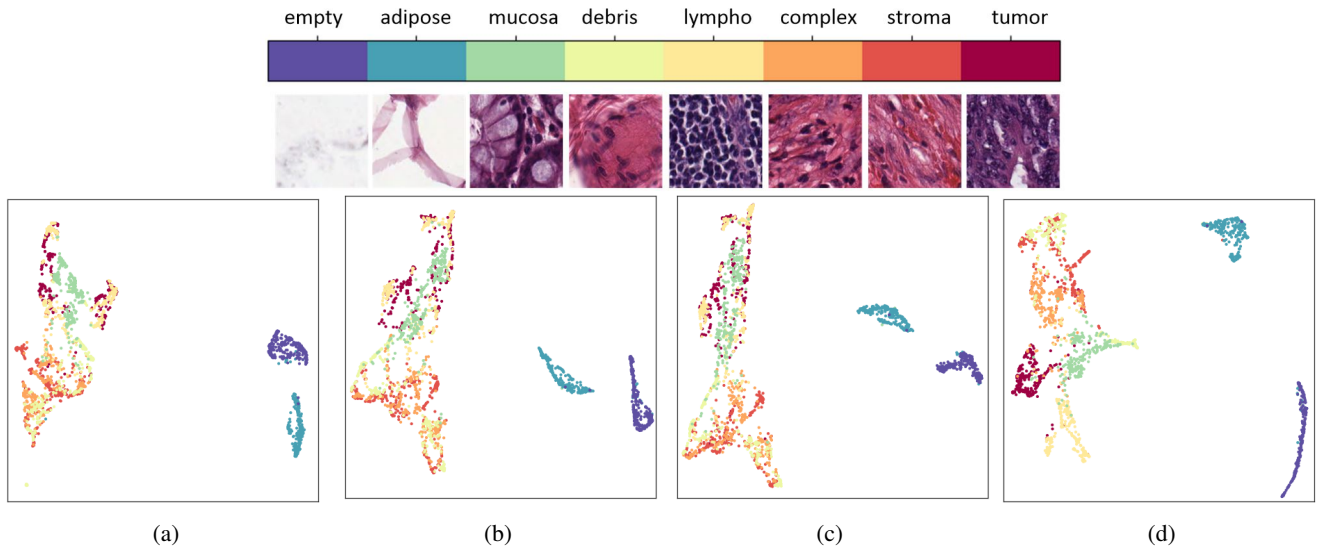 empty adipose mucosa debris lympho complex stroma tumor
(a) (b) (c) (d)